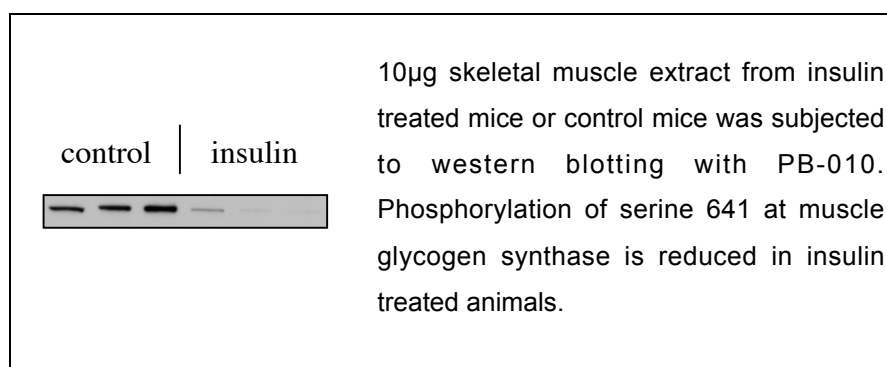 control | insulin
10µg skeletal muscle extract from insulin
treated mice or control mice was subjected
to western blotting with PB-010.
Phosphorylation of serine 641 at muscle
glycogen synthase is reduced in insulin
treated animals.